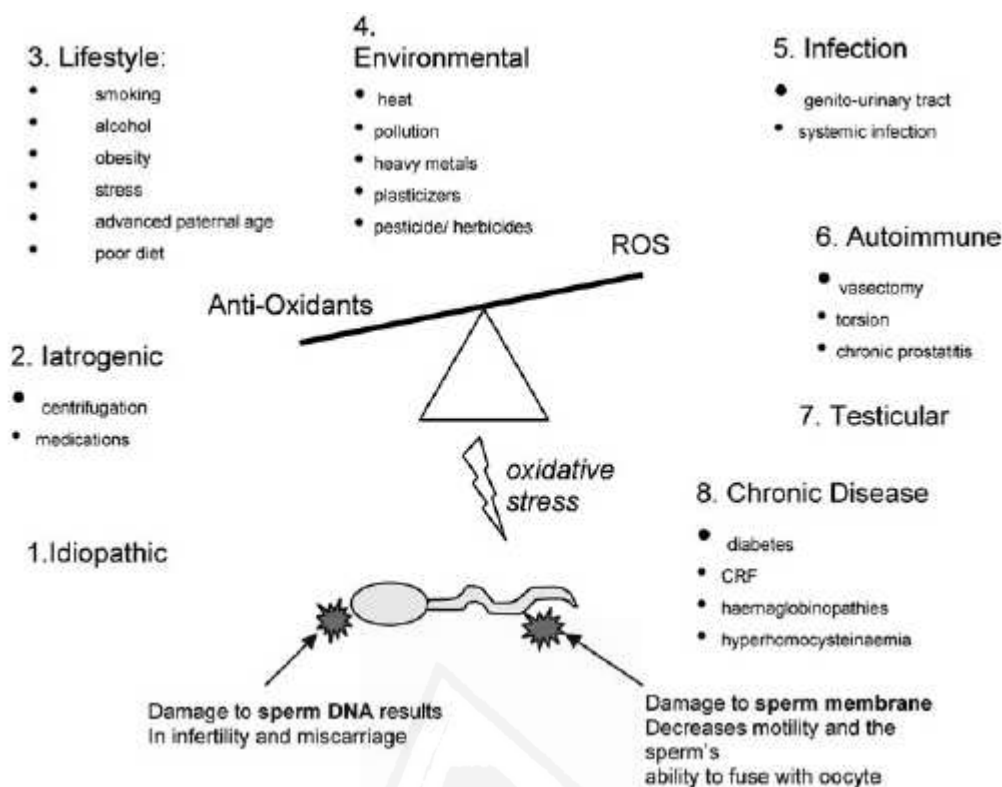 3. Lifestyle:
• smoking
• alcohol
• obesity
• stress
• advanced paternal age
• poor diet
4.
Environmental
• heat
• pollution
• heavy metals
• plasticizers
• pesticide/ herbicides
5. Infection
• genito-urinary tract
• systemic infection
ROS
Anti-Oxidants
6. Autoimmune
• vasectomy
• torsion
• chronic prostatitis
2. Iatrogenic
• centrifugation
• medications
7. Testicular
oxidative
stress
8. Chronic Disease
• diabetes
• CRF
• haemaglobinopathies
• hyperhomocysteinaemia
1.Idiopathic
Damage to sperm DNA results
In infertility and miscarriage
Damage to sperm membrane
Decreases motility and the
sperm's
ability to fuse with oocyte